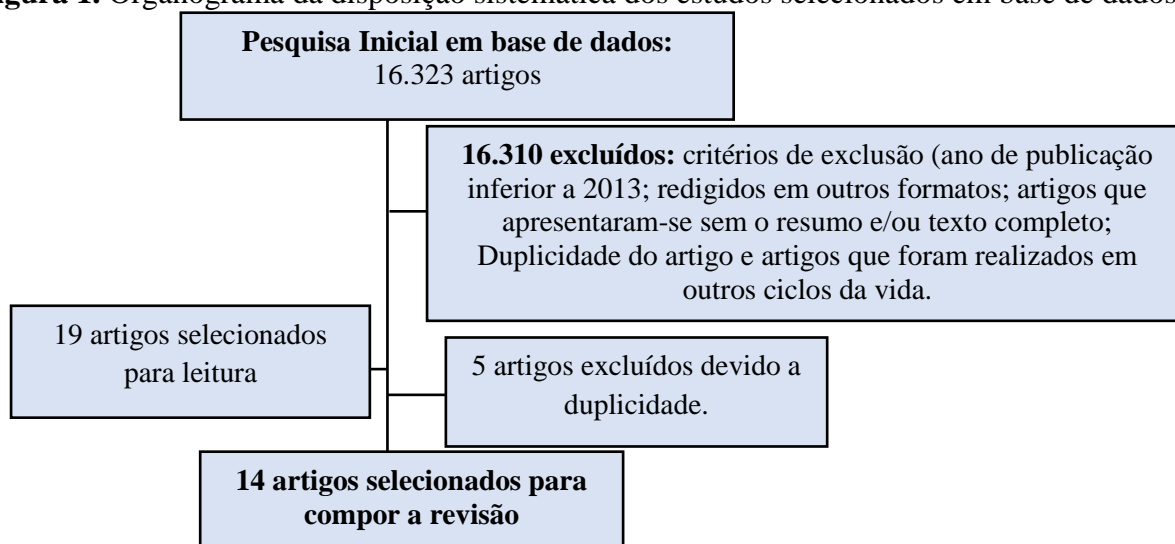 gura 1. Organograma da disposição sistemática dos estudos selecionados em base de dados
Pesquisa Inicial em base de dados:
16.323 artigos
16.310 excluídos: critérios de exclusão (ano de publicação
inferior a 2013; redigidos em outros formatos; artigos que
apresentaram-se sem o resumo e/ou texto completo;
Duplicidade do artigo e artigos que foram realizados em
outros ciclos da vida.
19 artigos selecionados
para leitura
5 artigos excluídos devido a
duplicidade.
14 artigos selecionados para
compor a revisão